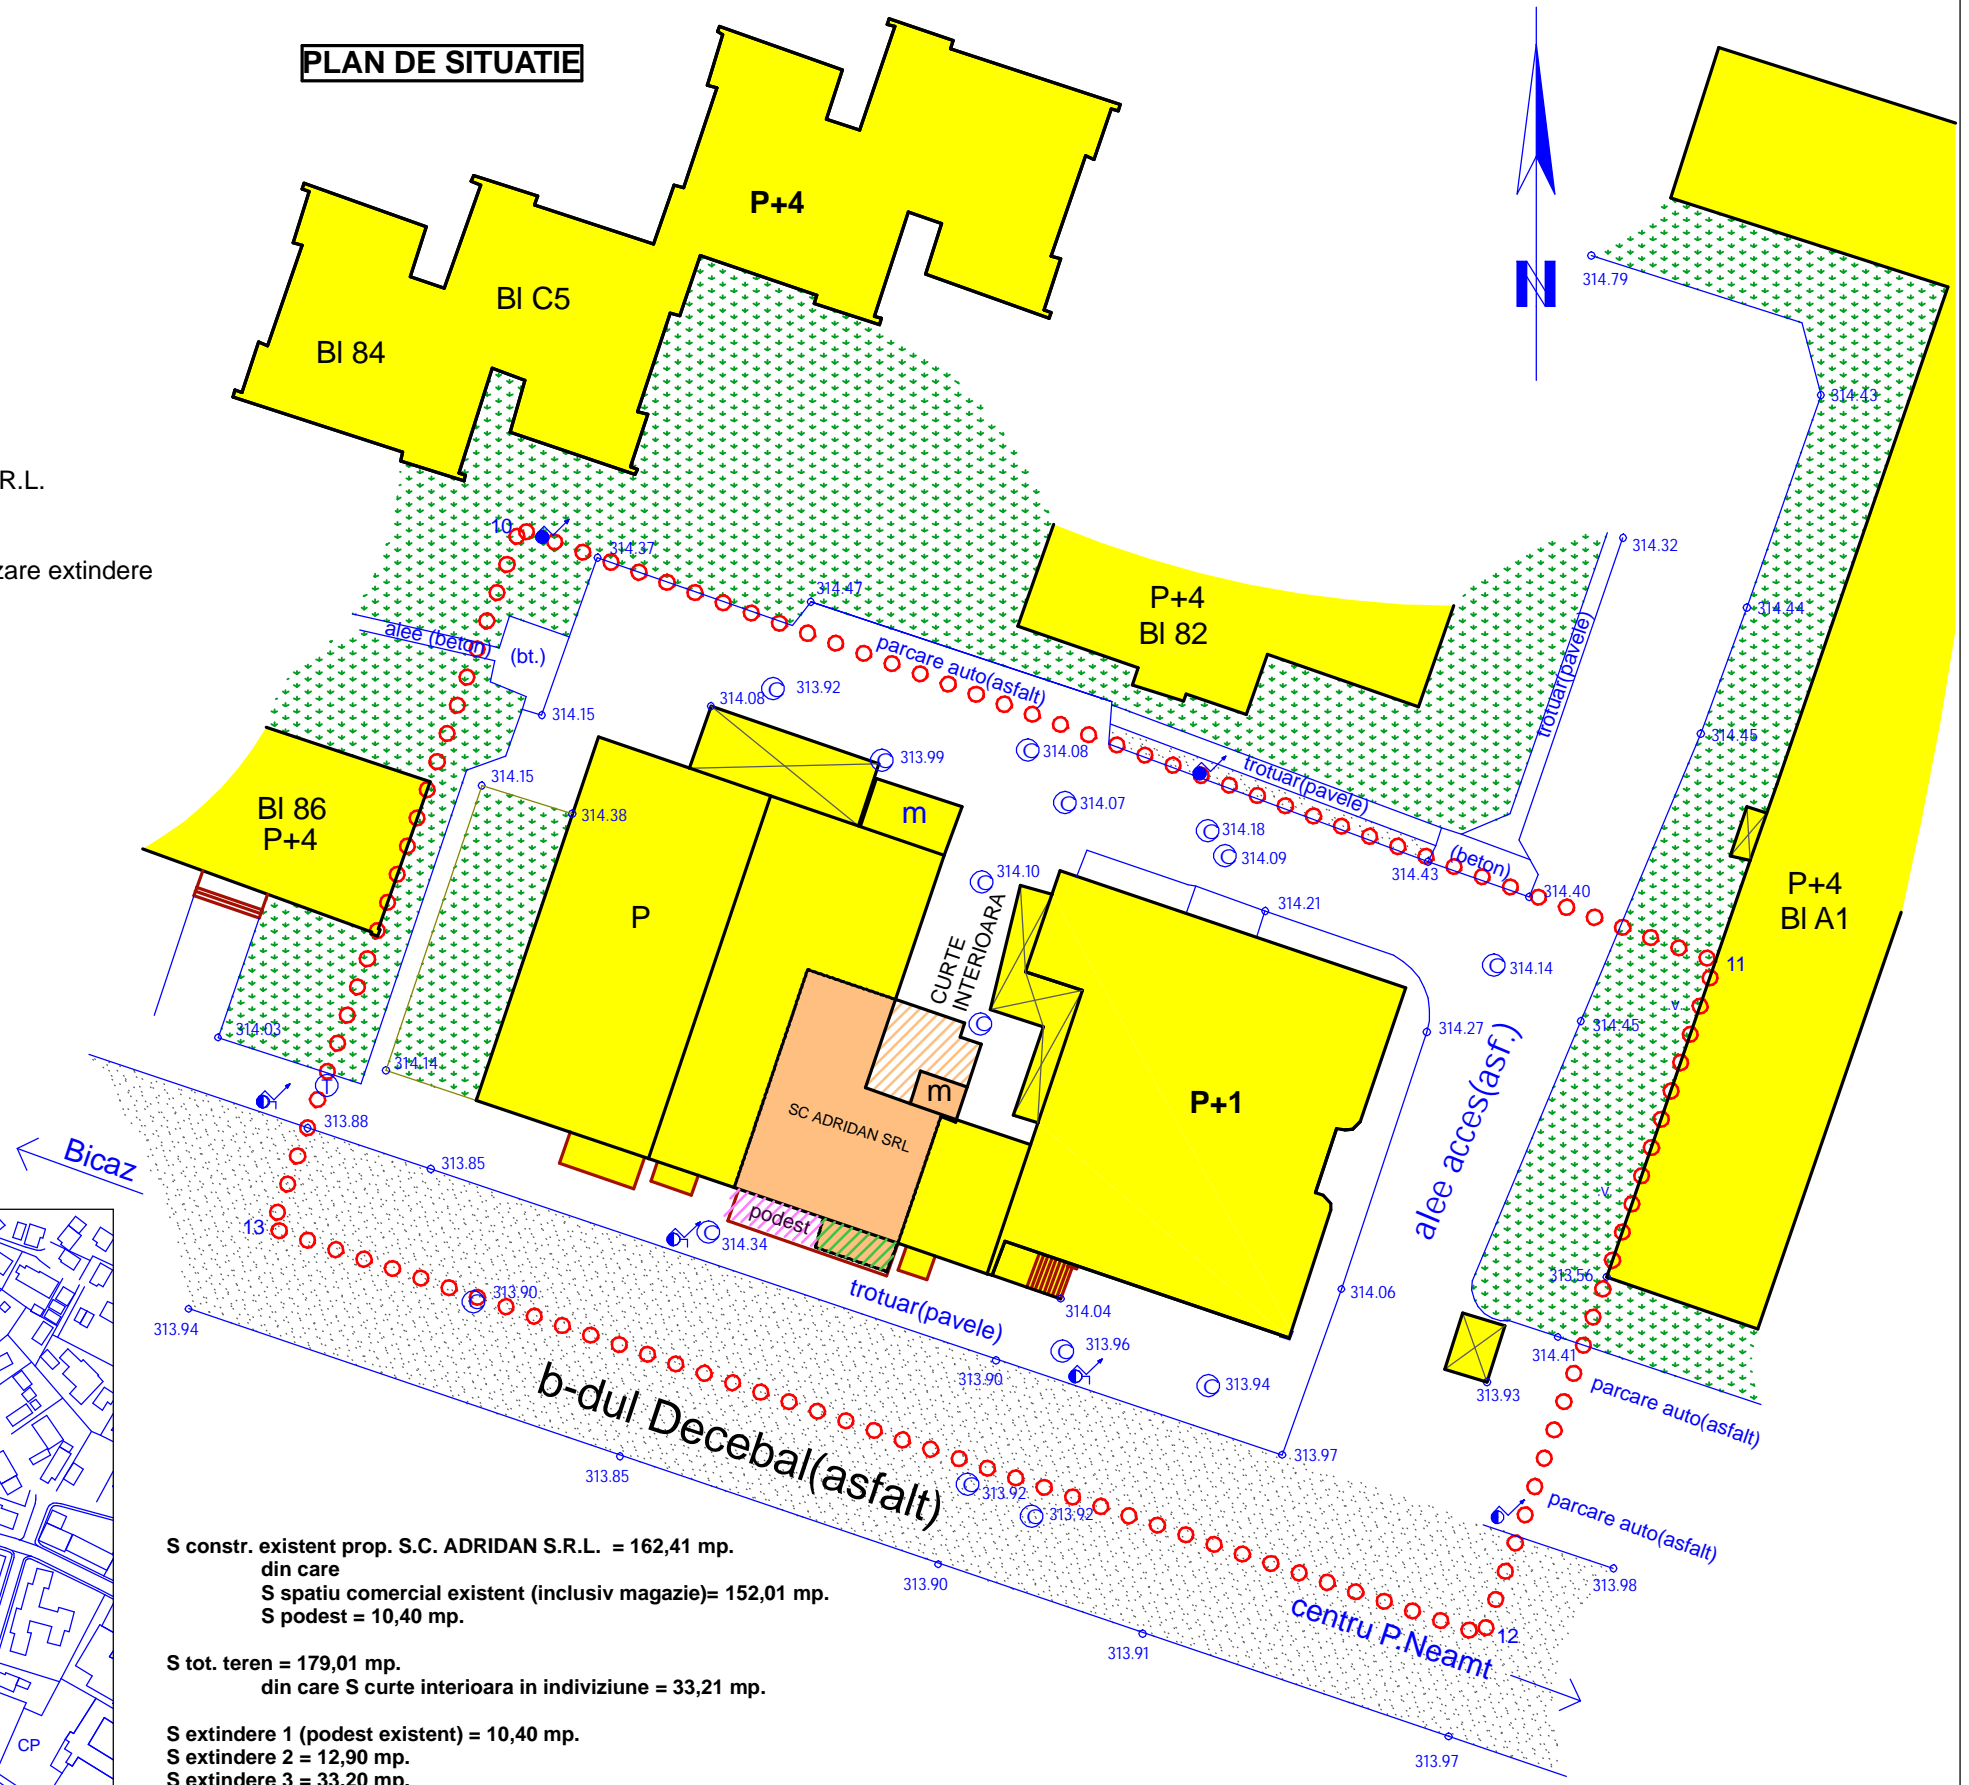 PLAN DE SITUATIE
P+4
Bl C5
Bl 84
N
314.79
314.43
R.L.
zare extindere
10
314.37
314.47
314.32
P+4
Bl 82
314.44
alee (beton)
(bt.)
parcare auto(asfalt)
trotuar(pavele)
313.92
314.08
314.15
314.45
313.99
314.08
trotuar(pavele)
314.15
314.07
Bl 86
P+4
314.38
m
314.18
314.09
(beton)
314.43
314.40
314.10
P+4
Bl A1
P
314.21
CURTE
INTERIOARA
11
314.14
v
314.03
314.27
314.45
314.14
T
m
P+1
alee acces(asf.)
SC ADRIDAN SRL
313.88
Bicaz
313.85
v
13
podest
314.34
313.56
313.90
trotuar(pavele)
314.04
314.06
313.94
313.96
314.41
313.90
313.94
313.93
parcare auto(asfalt)
b-dul Decebal(asfalt)
313.97
313.85
313.92
313.92
parcare auto(asfalt)
313.90
313.98
centru P.Neamt
12
313.91
313.97
S constr. existent prop. S.C. ADRIDAN S.R.L. = 162,41 mp.
din care
S spatiu comercial existent (inclusiv magazie)= 152,01 mp.
S podest = 10,40 mp.
S tot. teren = 179,01 mp.
din care S curte interioara in indiviziune = 33,21 mp.
CP
S extindere 1 (podest existent) = 10,40 mp.
S extindere 2 = 12,90 mp.
S extindere 3 = 33,20 mp.